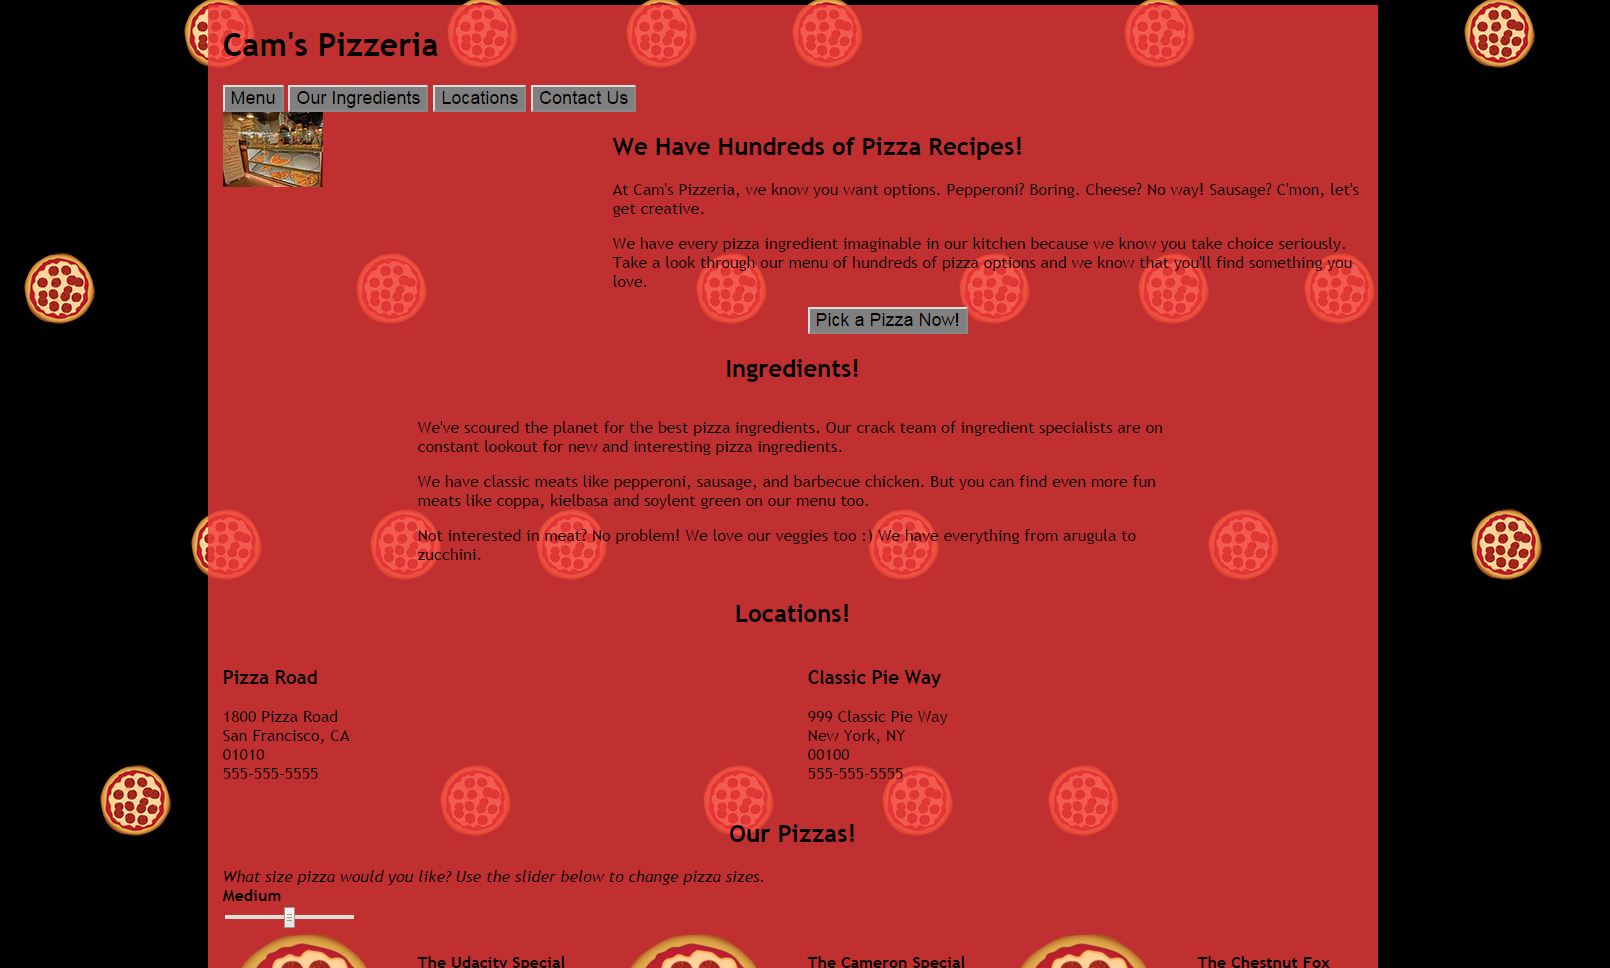 Cam's Pizzeria
Menu
Our Ingredients
Locations
Contact Us
We Have Hundreds of Pizza Recipes!
At Cam's Pizzeria, we know you want options. Pepperoni? Boring. Cheese? No way! Sausage? C'mon, let's
get creative.
We have every pizza ingredient imaginable in our kitchen because we know you take choice seriously.
Take a look through our menu of hundreds of pizza options and we know that you'll find something you
love.
Pick a Pizza Now!
Ingredients!
We've scoured the planet for the best pizza ingredients. Our crack team of ingredient specialists are on
constant lookout for new and interesting pizza ingredients.
We have classic meats like pepperoni, sausage, and barbecue chicken. But you can find even more fun
meats like coppa, kielbasa and soylent green on our menu too.
Not interested in meat? No problem! We love our veggies too :) We have everything from arugula to
zucchini.
Locations!
Pizza Road
1800 Pizza Road
San Francisco, CA
01010
555-555-5555
Classic Pie Way
999 Classic Pie Way
New York, NY
00100
555-555-5555
Our Pizzas!
What size pizza would you like? Use the slider below to change pizza sizes.
Medium
The Udacity Special
The Cameron Special
The Chestnut Fox